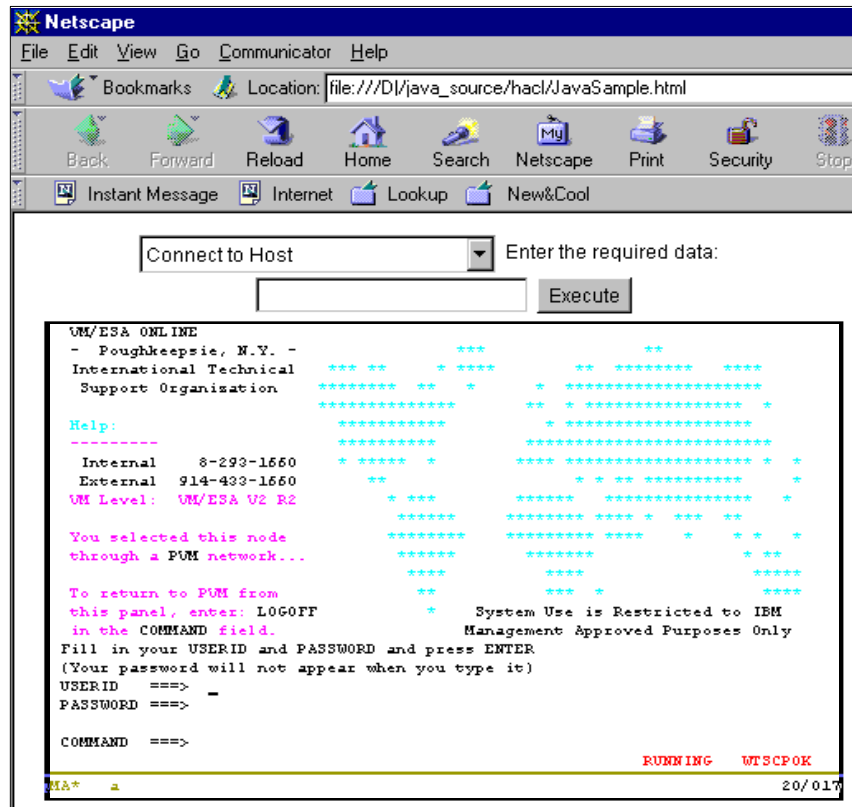 Netscape
File Edit View Go Communicator Help
Bookmarks Location: file:///D|/java_source/hacl/JavaSample.html
Back Forward Reload Home Search Netscape Print Security Stop
Instant Message Internet Lookup New&Cool
Connect to Host Enter the required data:
Execute
VM/ESA ONLINE
- Poughkeepsie, N.Y. -
International Technical
Support Organization
Help:
---------
Internal 8-293-1660
External 914-433-1660
VM Level: VM/ESA V2 R2
You selected this node
through a PVM network...
To return to PVM from
this panel, enter: LOGOFF System Use is Restricted to IBM
in the COMMAND field. Management Approved Purposes Only
Fill in your USERID and PASSWORD and press ENTER
(Your password will not appear when you type it)
USERID ===> _
PASSWORD ===>
COMMAND ===>
RUNNING WTSCPOK
MA* a 20/017